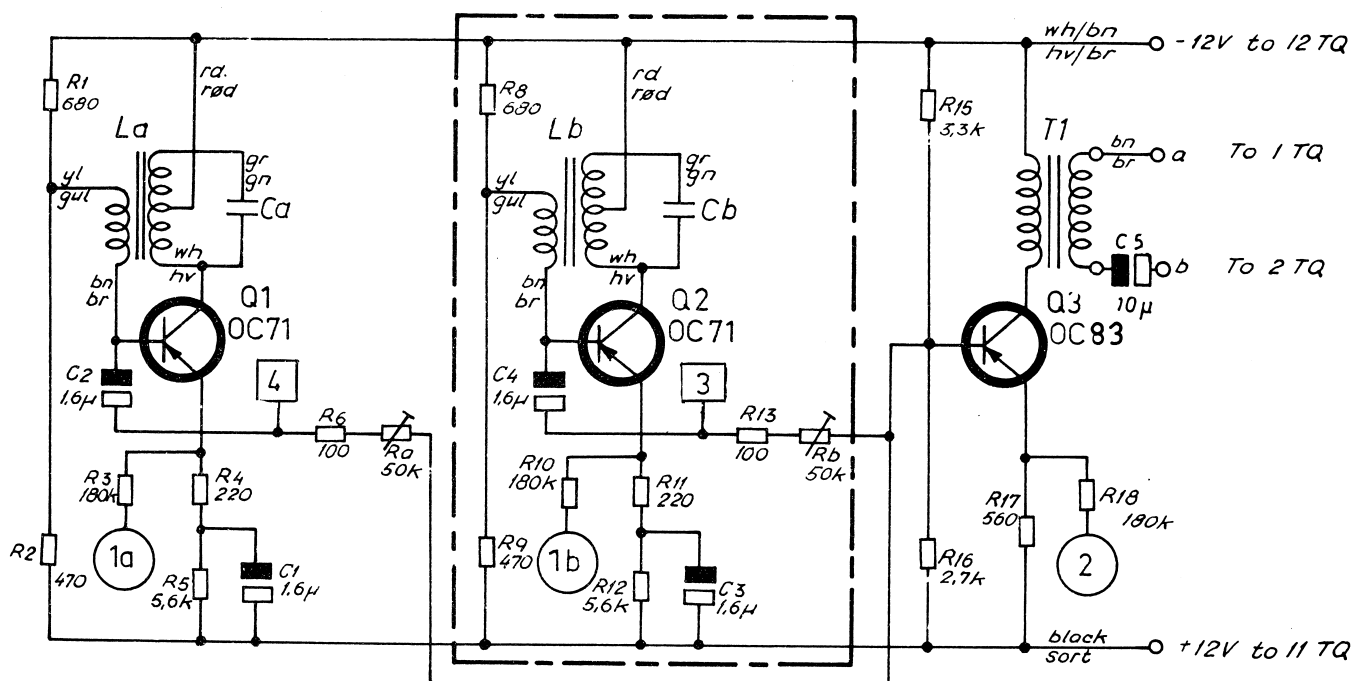 wh/bn
hv/br
-12V to 12 TQ
R1
680
rd.
rød
R8
680
rd
rød
R15
3,3k
La
Lb
T1
yl
gul
gr
gn
Ca
yl
gul
gr
gn
Cb
bn
br
a
To 1 TQ
C5
10µ
b
To 2 TQ
wh
hv
bn
br
wh
hv
bn
br
Q1
OC71
Q2
OC71
Q3
OC83
C2
1,6µ
4
R6
100
Ra
50k
C4
1,6µ
3
R13
100
Rb
50k
R3
180k
R4
220
R10
180k
R11
220
R17
560
R18
180k
R2
470
1a
R5
5,6k
C1
1,6µ
R9
470
1b
R12
5,6k
C3
1,6µ
R16
2,7k
2
black
sort
+12V to 11 TQ